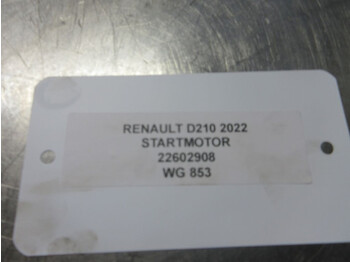 RENAULT D210 2022
STARTMOTOR
22602908
WG 853